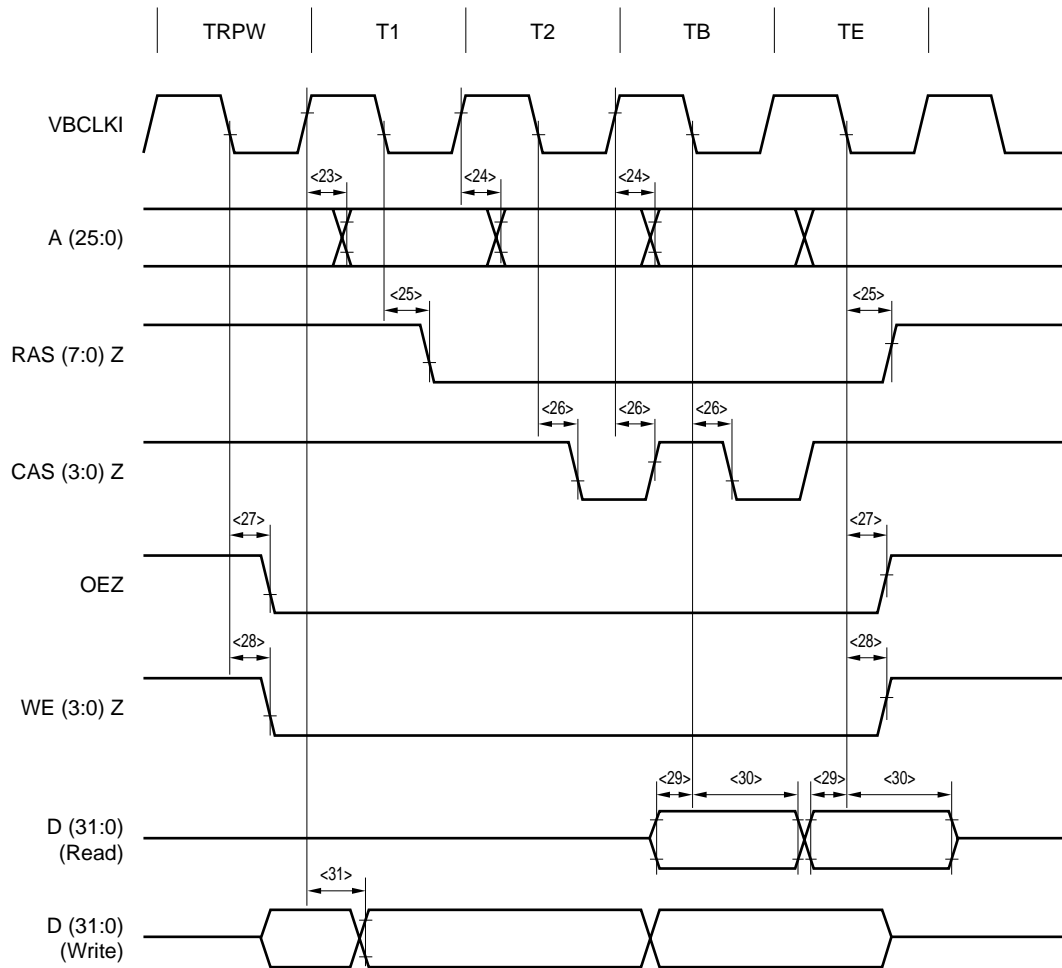 TRPW T1 T2 TB TE
VBCLKI
<23> <24> <24>
A (25:0)
<25> <25>
RAS (7:0) Z
<26> <26> <26>
CAS (3:0) Z
<27> <27>
OEZ
<28> <28>
WE (3:0) Z
<29> <30> <29> <30>
D (31:0)
(Read)
<31>
D (31:0)
(Write)